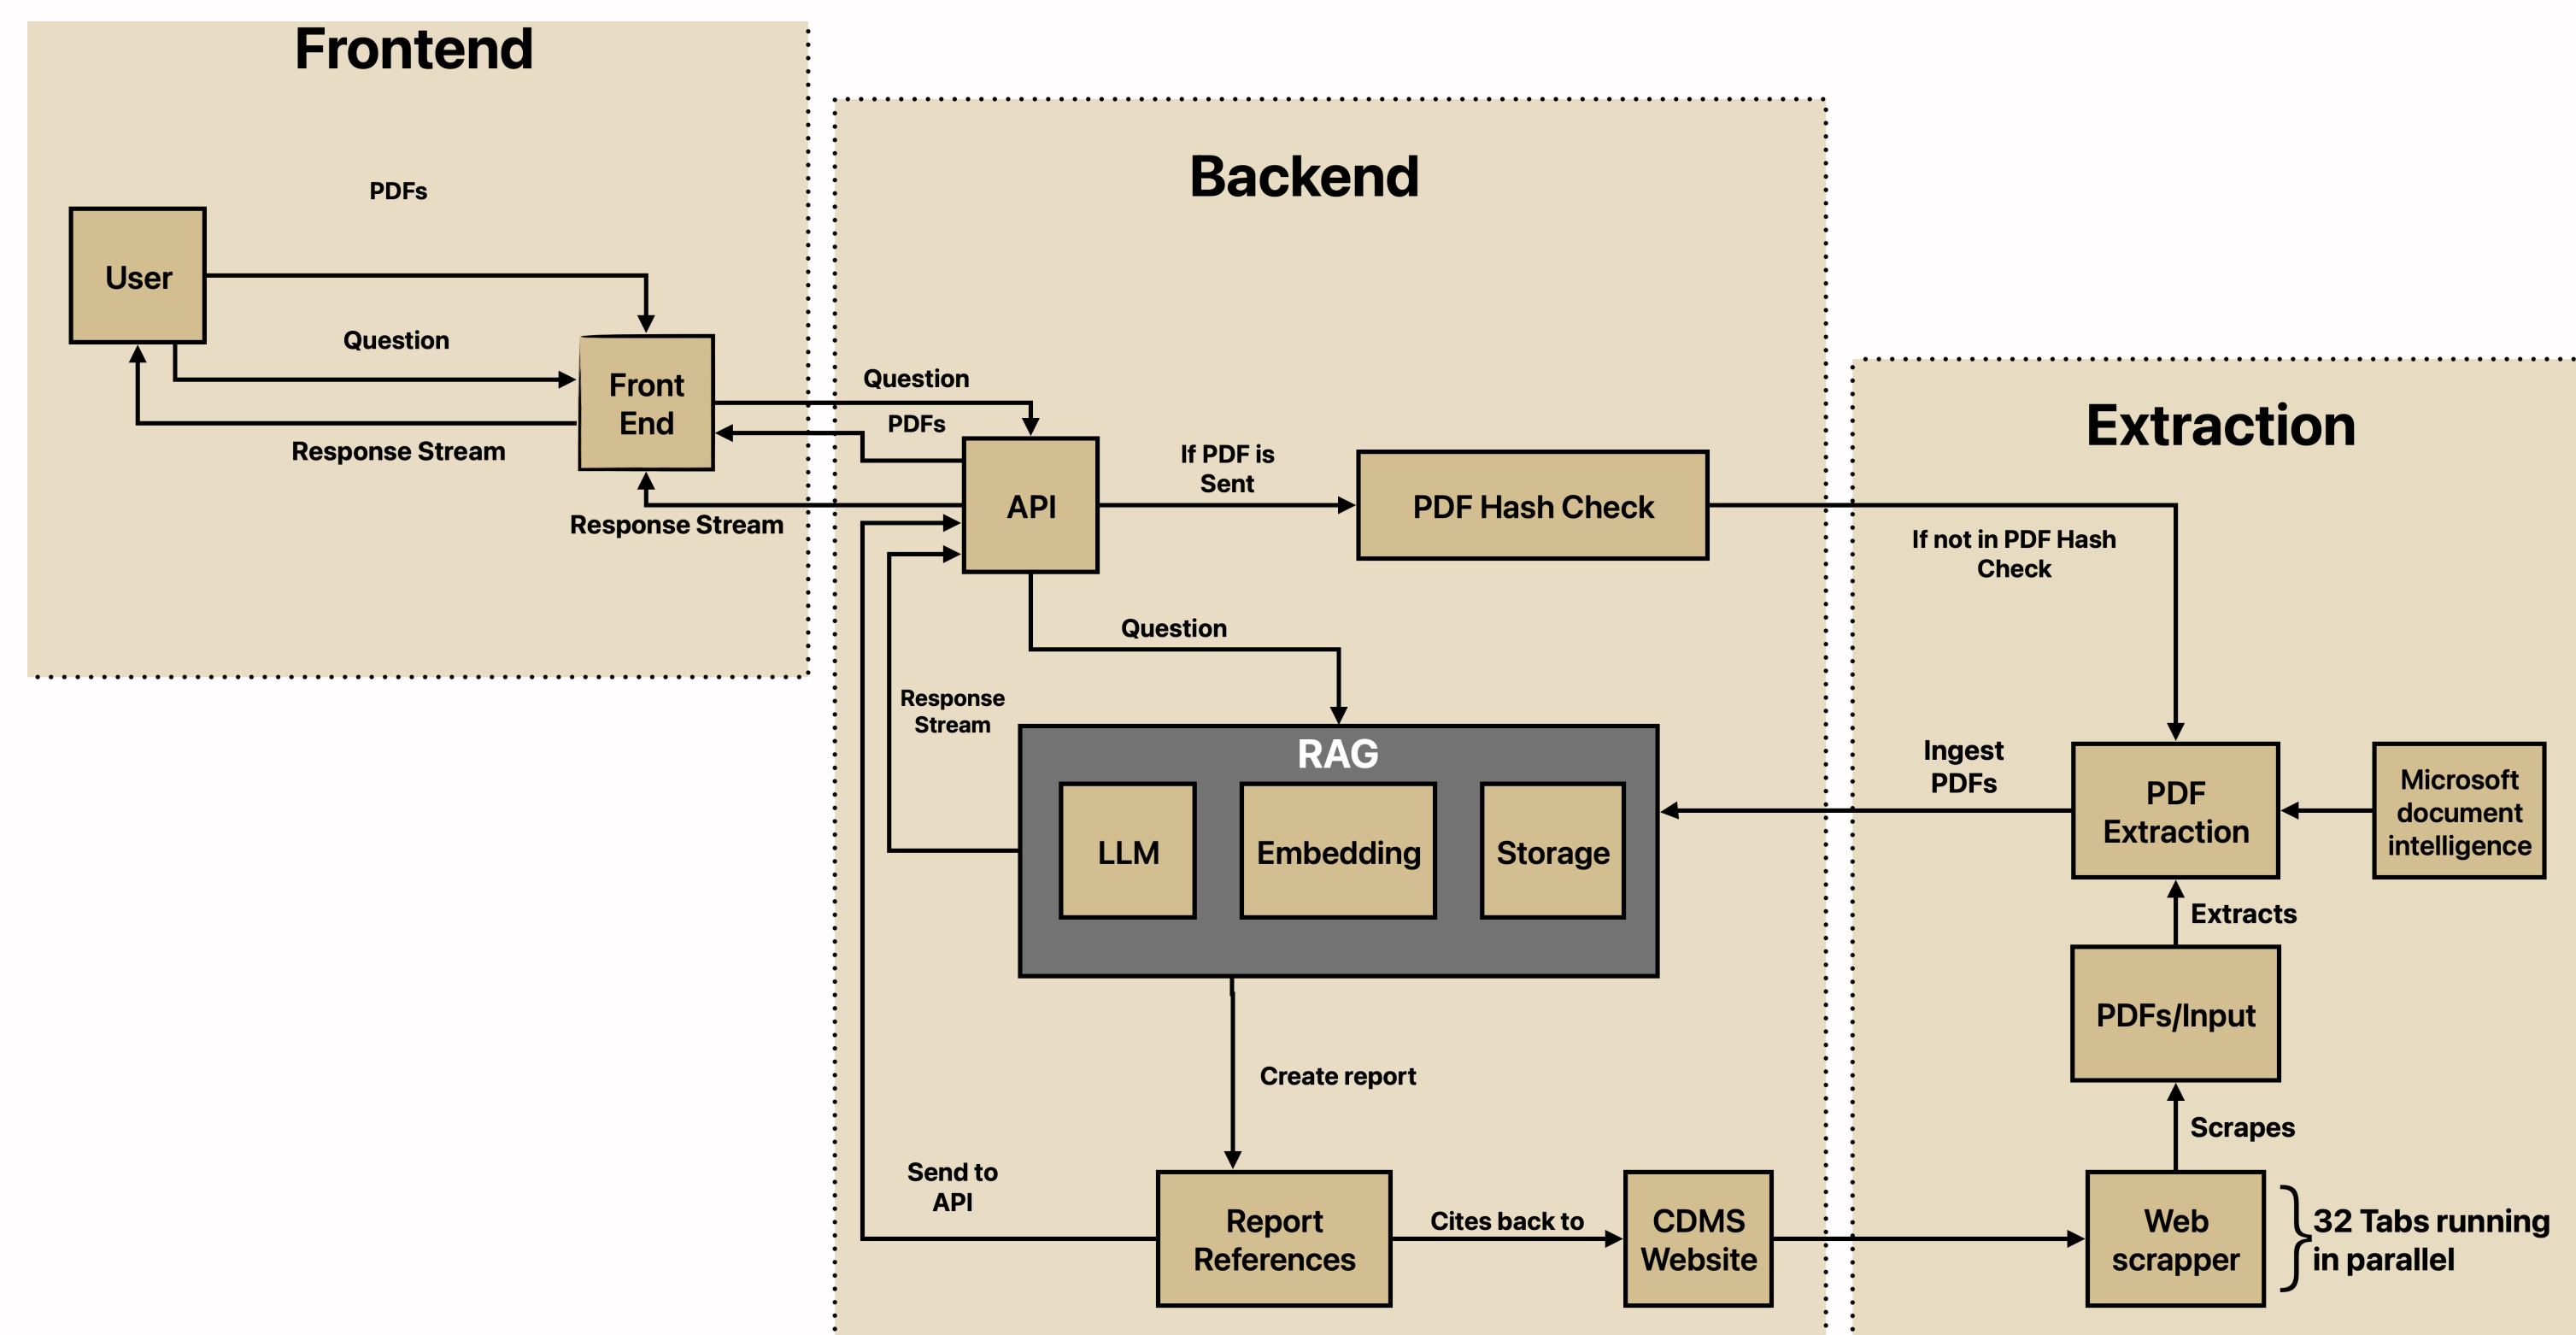 Frontend
PDFs
User
Question
Front
End
Response Stream
Response Stream
Backend
Question
PDFs
API
If PDF is
Sent
PDF Hash Check
Question
Response
Stream
RAG
LLM
Embedding
Storage
Create report
Send to
API
Report
References
Cites back to
CDMS
Website
Extraction
If not in PDF Hash
Check
Ingest
PDFs
PDF
Extraction
Microsoft
document
intelligence
Extracts
PDFs/Input
Scrapes
Web
scrapper
32 Tabs running
in parallel